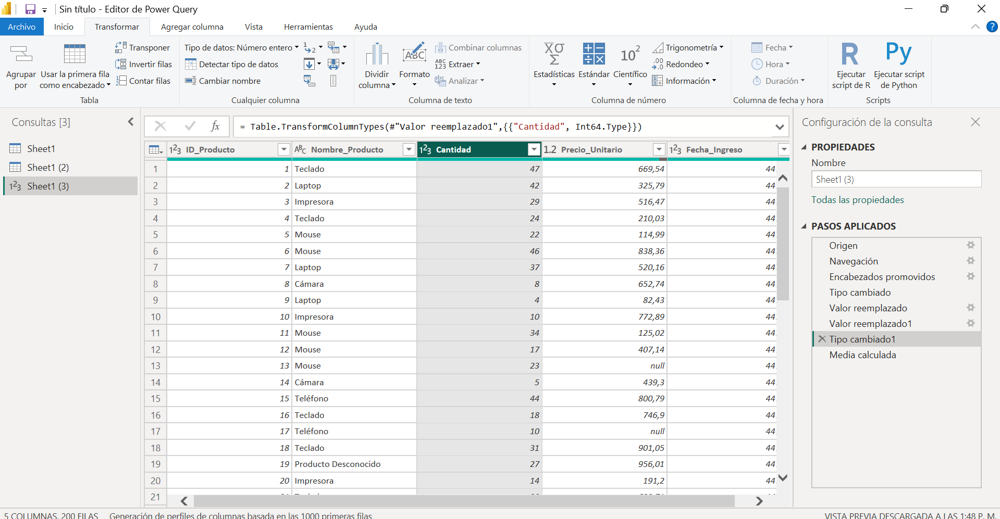 Sin título - Editor de Power Query
Archivo Inicio Transformar Agregar columna Vista Herramientas Ayuda
Agrupar por
Usar la primera fila como encabezado
Transponer
Invertir filas
Contar filas
Tabla
Tipo de datos: Número entero
Detectar tipo de datos
Cambiar nombre
Cualquier columna
Dividir columna
Formato
Combinar columnas
Extraer
Analizar
Columna de texto
Estadísticas
Estándar
Científico
Trigonometría
Redondeo
Información
Columna de número
Fecha
Hora
Duración
Columna de fecha y hora
Ejecutar script de R
Ejecutar script de Python
Scripts
Consultas [3]
Sheet1
Sheet1 (2)
Sheet1 (3)
= Table.TransformColumnTypes(#"Valor reemplazado1",{{"Cantidad", Int64.Type}})
ID_Producto Nombre_Producto Cantidad 1.2 Precio_Unitario Fecha_Ingreso
1 1 Teclado 47 669,54 44
2 2 Laptop 42 325,79 44
3 3 Impresora 29 516,47 44
4 4 Teclado 24 210,03 44
5 5 Mouse 22 114,99 44
6 6 Mouse 46 838,36 44
7 7 Laptop 37 520,16 44
8 8 Cámara 8 652,74 44
9 9 Laptop 4 82,43 44
10 10 Impresora 10 772,89 44
11 11 Mouse 34 125,02 44
12 12 Mouse 17 407,14 44
13 13 Mouse 23 null 44
14 14 Cámara 5 439,3 44
15 15 Teléfono 44 800,79 44
16 16 Teclado 18 746,9 44
17 17 Teléfono 10 null 44
18 18 Teclado 31 901,05 44
19 19 Producto Desconocido 27 956,01 44
20 20 Impresora 14 191,2 44
21
Configuración de la consulta
PROPIEDADES
Nombre
Sheet1 (3)
Todas las propiedades
PASOS APLICADOS
Origen
Navegación
Encabezados promovidos
Tipo cambiado
Valor reemplazado
Valor reemplazado1
Tipo cambiado1
Media calculada
5 COLUMNAS, 200 FILAS Generación de perfiles de columnas basada en las 1000 primeras filas
VISTA PREVIA DESCARGADA A LAS 1:48 P. M.